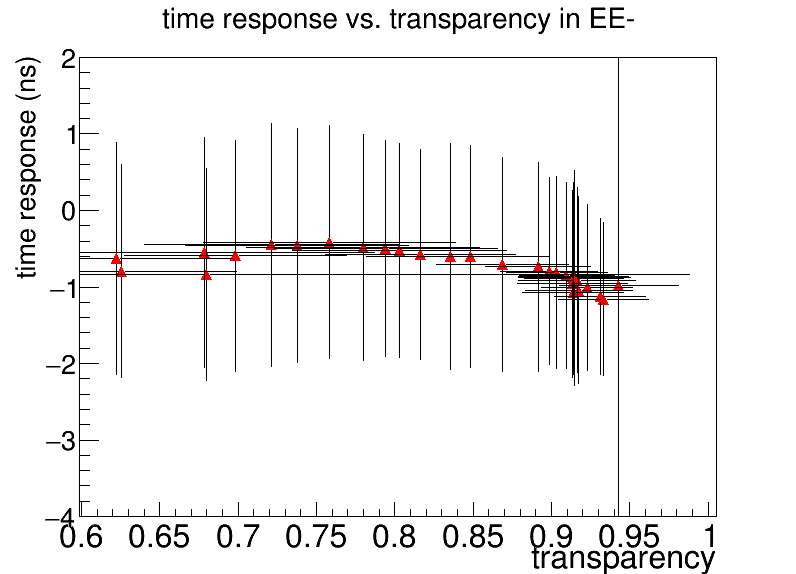 time response vs. transparency in EE-
time response (ns)
2
1
0
−1
−2
−3
−4
0.6 0.65 0.7 0.75 0.8 0.85 0.9 0.95 1
transparency